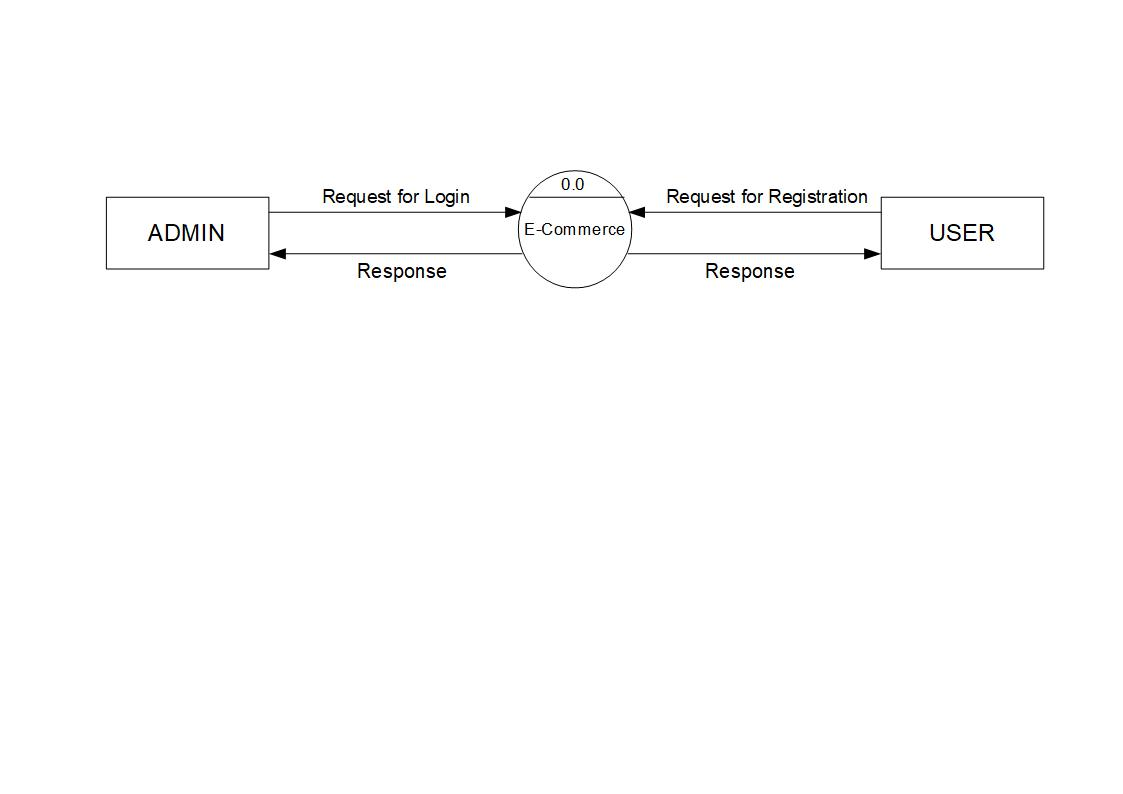 0.0
Request for Login
Request for Registration
ADMIN
E-Commerce
USER
Response
Response